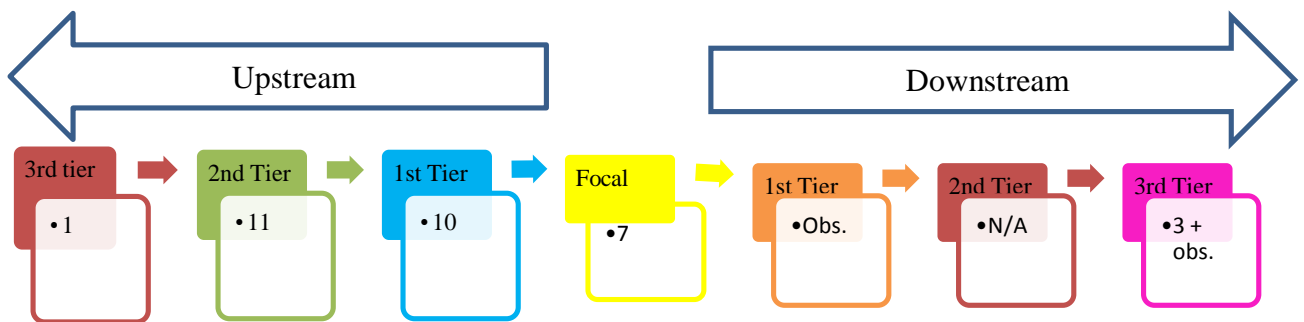 Upstream
Downstream
3rd tier
• 1
2nd Tier
• 11
1st Tier
• 10
Focal
•7
1st Tier
•Obs.
2nd Tier
•N/A
3rd Tier
•3 +
obs.